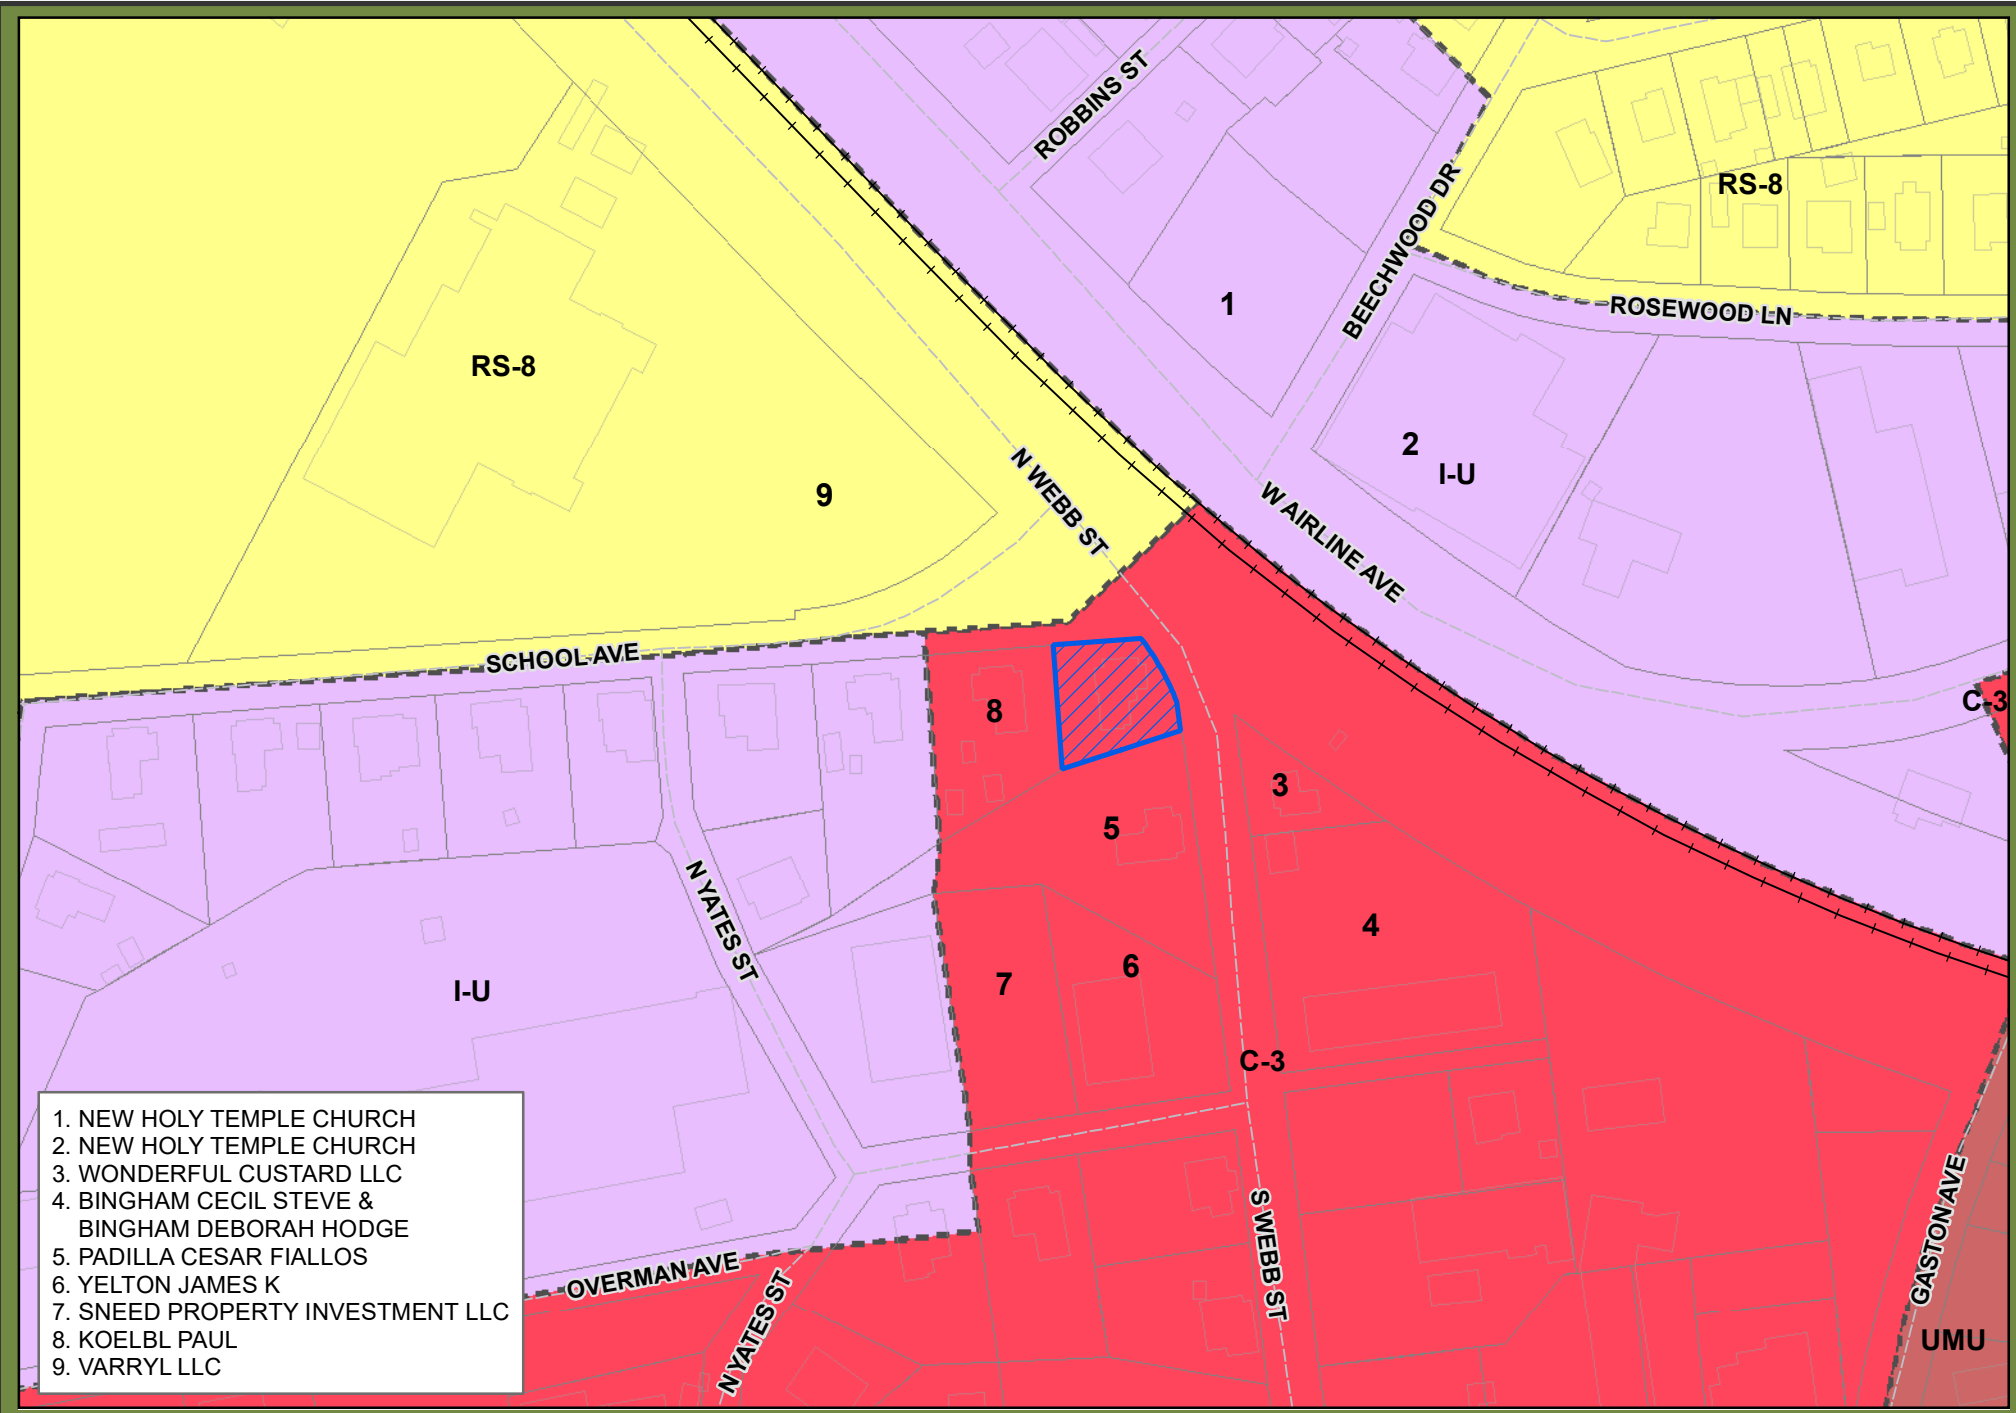 ROBBINS ST
BEECHWOOD DR
RS-8
1
ROSEWOOD LN
RS-8
2
I-U
9
N WEBB ST
W AIRLINE AVE
SCHOOL AVE
8
C-3
3
5
N YATES ST
4
6
7
I-U
C-3
S WEBB ST
GASTON AVE
OVERMAN AVE
N YATES ST
UMU
1. NEW HOLY TEMPLE CHURCH
2. NEW HOLY TEMPLE CHURCH
3. WONDERFUL CUSTARD LLC
4. BINGHAM CECIL STEVE &
BINGHAM DEBORAH HODGE
5. PADILLA CESAR FIALLOS
6. YELTON JAMES K
7. SNEED PROPERTY INVESTMENT LLC
8. KOELBL PAUL
9. VARRYL LLC